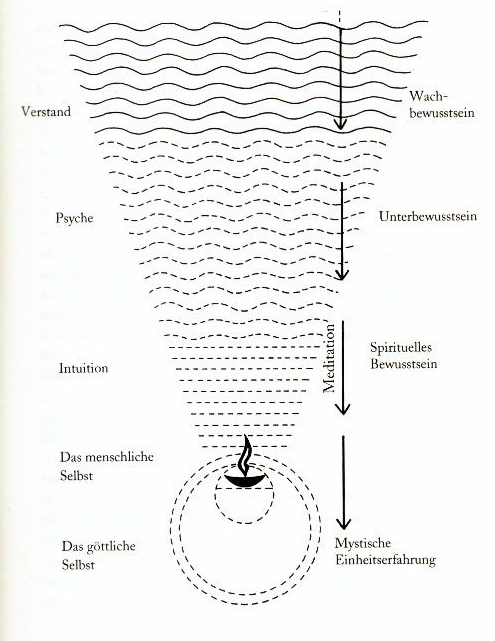 Verstand
Wach-
bewusstsein
Psyche
Unterbewusstsein
Meditation
Intuition
Spirituelles
Bewusstsein
Das menschliche
Selbst
Das göttliche
Selbst
Mystische
Einheitserfahrung